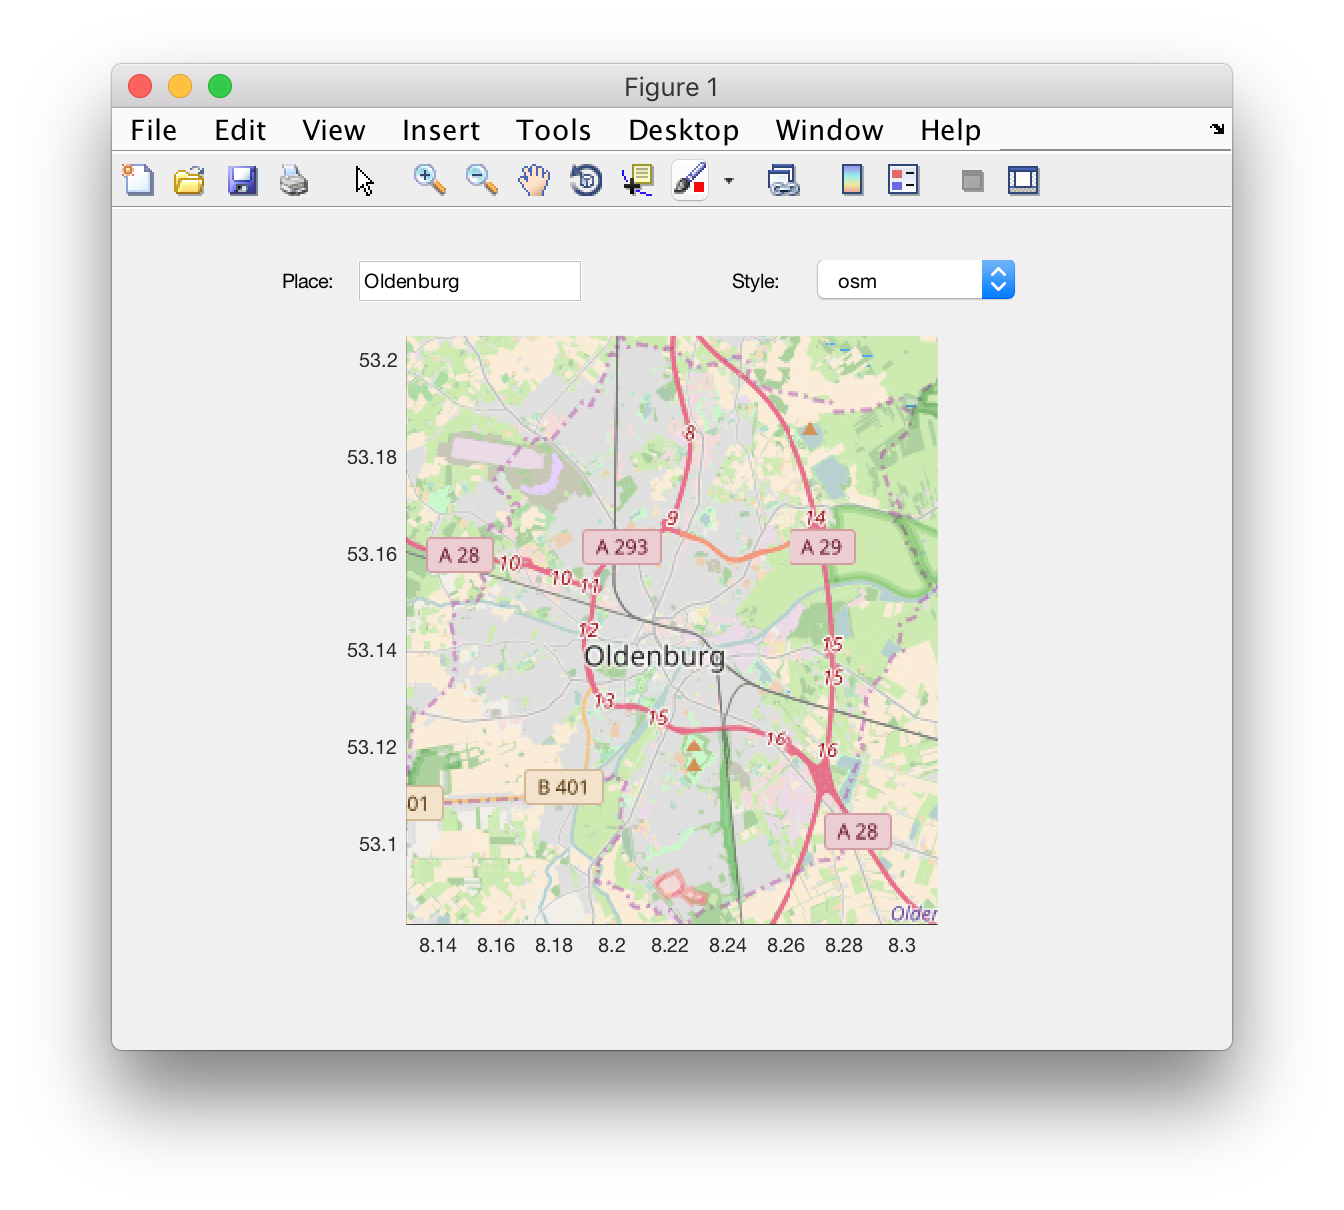 Figure 1
File Edit View Insert Tools Desktop Window Help
Place: Oldenburg Style: osm
53.2
53.18
53.16
53.14
53.12
53.1
8
9
14
A 28
A 293
A 29
10
10
11
12
15
Oldenburg
15
13
15
16
16
B 401
01
A 28
Older
8.14 8.16 8.18 8.2 8.22 8.24 8.26 8.28 8.3